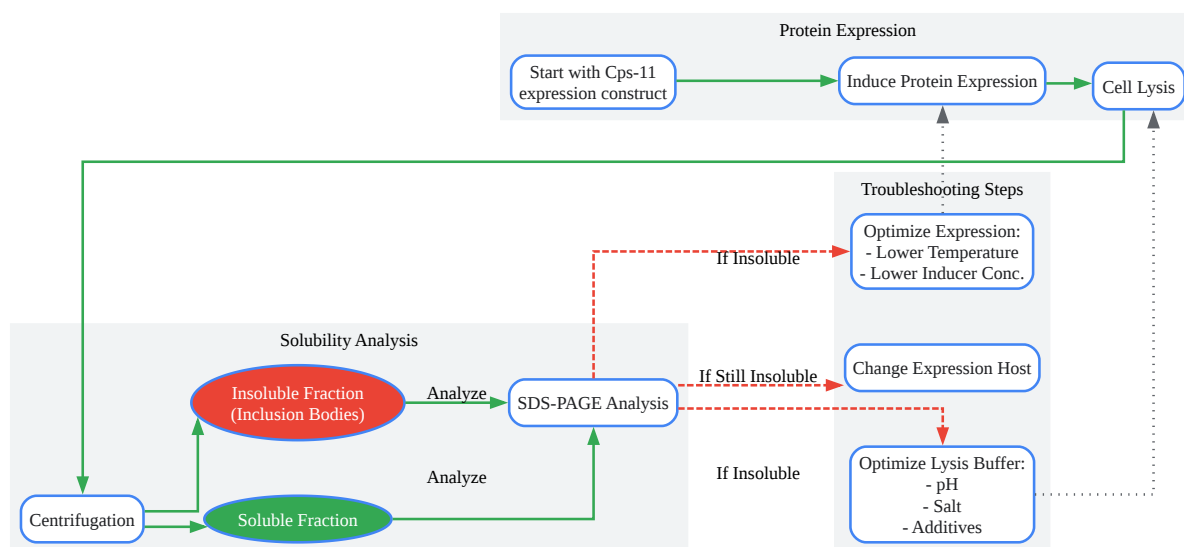 Protein Expression
Start with Cps-11
expression construct
Induce Protein Expression
Cell Lysis
Troubleshooting Steps
Optimize Expression:
- Lower Temperature
- Lower Inducer Conc.
If Insoluble
Solubility Analysis
Insoluble Fraction
(Inclusion Bodies)
Analyze
SDS-PAGE Analysis
If Still Insoluble
Change Expression Host
Analyze
If Insoluble
Optimize Lysis Buffer:
- pH
- Salt
- Additives
Centrifugation
Soluble Fraction